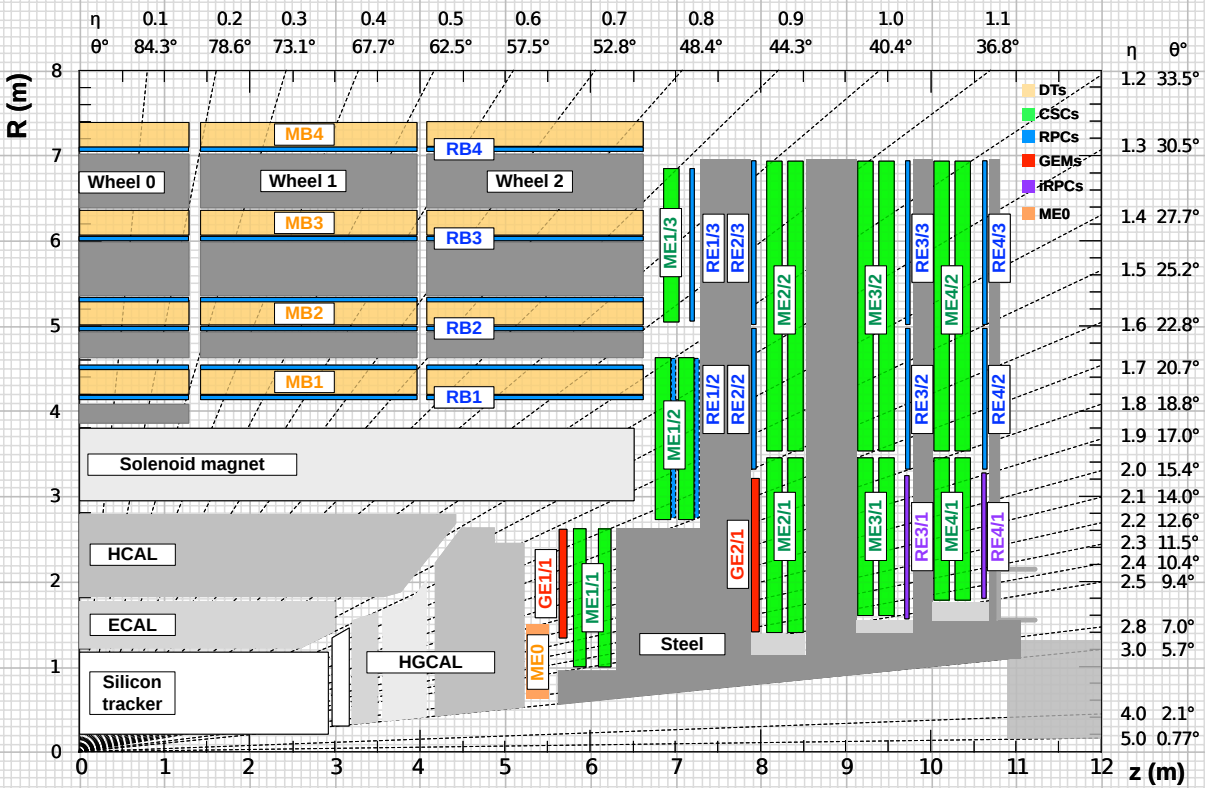 η 0.1 0.2 0.3 0.4 0.5 0.6 0.7 0.8 0.9 1.0 1.1
θ° 84.3° 78.6° 73.1° 67.7° 62.5° 57.5° 52.8° 48.4° 44.3° 40.4° 36.8° η θ°
R (m)
8
7
6
5
4
3
2
1
0
1.2 33.5°
1.3 30.5°
1.4 27.7°
1.5 25.2°
1.6 22.8°
1.7 20.7°
1.8 18.8°
1.9 17.0°
2.0 15.4°
2.1 14.0°
2.2 12.6°
2.3 11.5°
2.4 10.4°
2.5 9.4°
2.8 7.0°
3.0 5.7°
4.0 2.1°
5.0 0.77°
DTs
CSCs
RPCs
GEMs
iRPCs
ME0
MB4
RB4
Wheel 0
Wheel 1
Wheel 2
MB3
RB3
MB2
RB2
MB1
RB1
Solenoid magnet
HCAL
ECAL
Silicon
tracker
HGCAL
Steel
ME0
GE1/1
ME1/1
ME1/2
ME1/3
RE1/3
RE2/3
RE1/2
RE2/2
GE2/1
ME2/2
ME2/1
ME3/2
ME3/1
RE3/3
RE3/2
RE3/1
ME4/2
ME4/1
RE4/3
RE4/2
RE4/1
0 1 2 3 4 5 6 7 8 9 10 11 12 z (m)